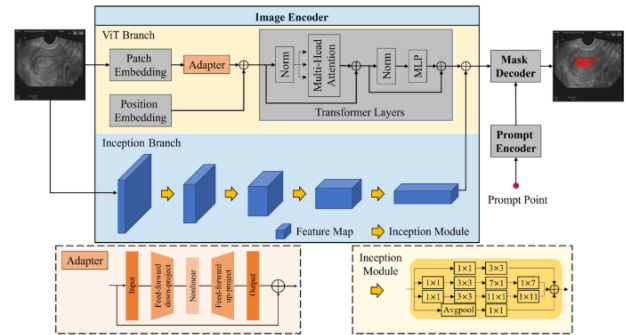 Image Encoder
ViT Branch
Patch
Embedding
Adapter
Norm
Multi-Head
Attention
Norm
MLP
Transformer Layers
Position
Embedding
Mask
Decoder
Prompt
Encoder
Prompt Point
Inception Branch
Feature Map
Inception Module
Adapter
Input
Feed-forward
down-project
Nonlinear
Feed-forward
up-project
Output
Inception
Module
1×1
3×3
1×1
3×3
7×1
1×7
1×1
3×3
11×1
1×11
Avgpool
1×1